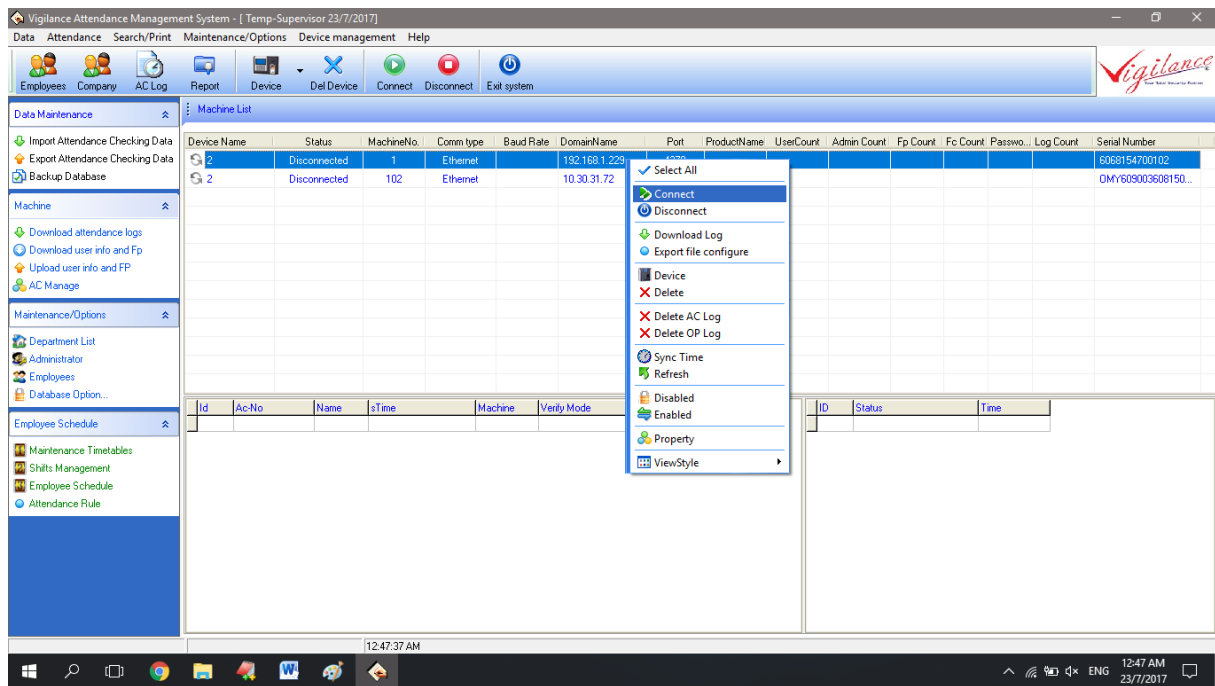 Vigilance Attendance Management System - [ Temp-Supervisor 23/7/2017]
Data Attendance Search/Print Maintenance/Options Device management Help
Employees Company AC Log Report Device Del Device Connect Disconnect Exit system
Vigilance
Data Maintenance
Import Attendance Checking Data
Export Attendance Checking Data
Backup Database
Machine
Download attendance logs
Download user info and Fp
Upload user info and FP
AC Manage
Maintenance/Options
Department List
Administrator
Employees
Database Option...
Employee Schedule
Maintenance Timetables
Shifts Management
Employee Schedule
Attendance Rule
Machine List
Device Name Status MachineNo. Comm type Baud Rate DomainName Port ProductName UserCount Admin Count Fp Count Fc Count Passwo... Log Count Serial Number
2 Disconnected 1 Ethernet 192.168.1.229 6068154700102
2 Disconnected 102 Ethernet 10.30.31.72 OMY609003608150...
Select All
Connect
Disconnect
Download Log
Export file configure
Device
Delete
Delete AC Log
Delete OP Log
Sync Time
Refresh
Disabled
Enabled
Property
ViewStyle
Id Ac-No Name sTime Machine Verify Mode
ID Status Time
12:47:37 AM
ENG 12:47 AM
23/7/2017